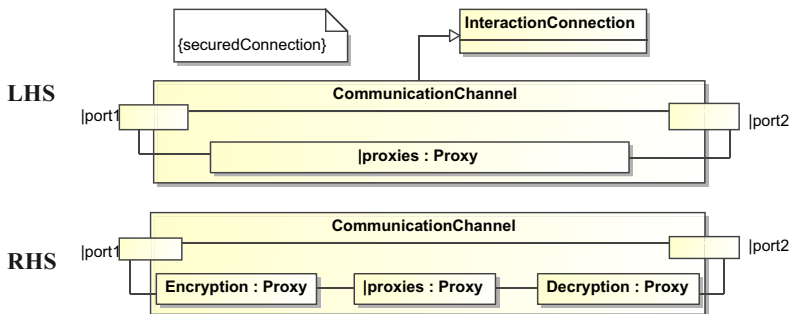 InteractionConnection
{securedConnection}
LHS
CommunicationChannel
|port1
|port2
|proxies : Proxy
RHS
CommunicationChannel
|port1
|port2
Encryption : Proxy
|proxies : Proxy
Decryption : Proxy